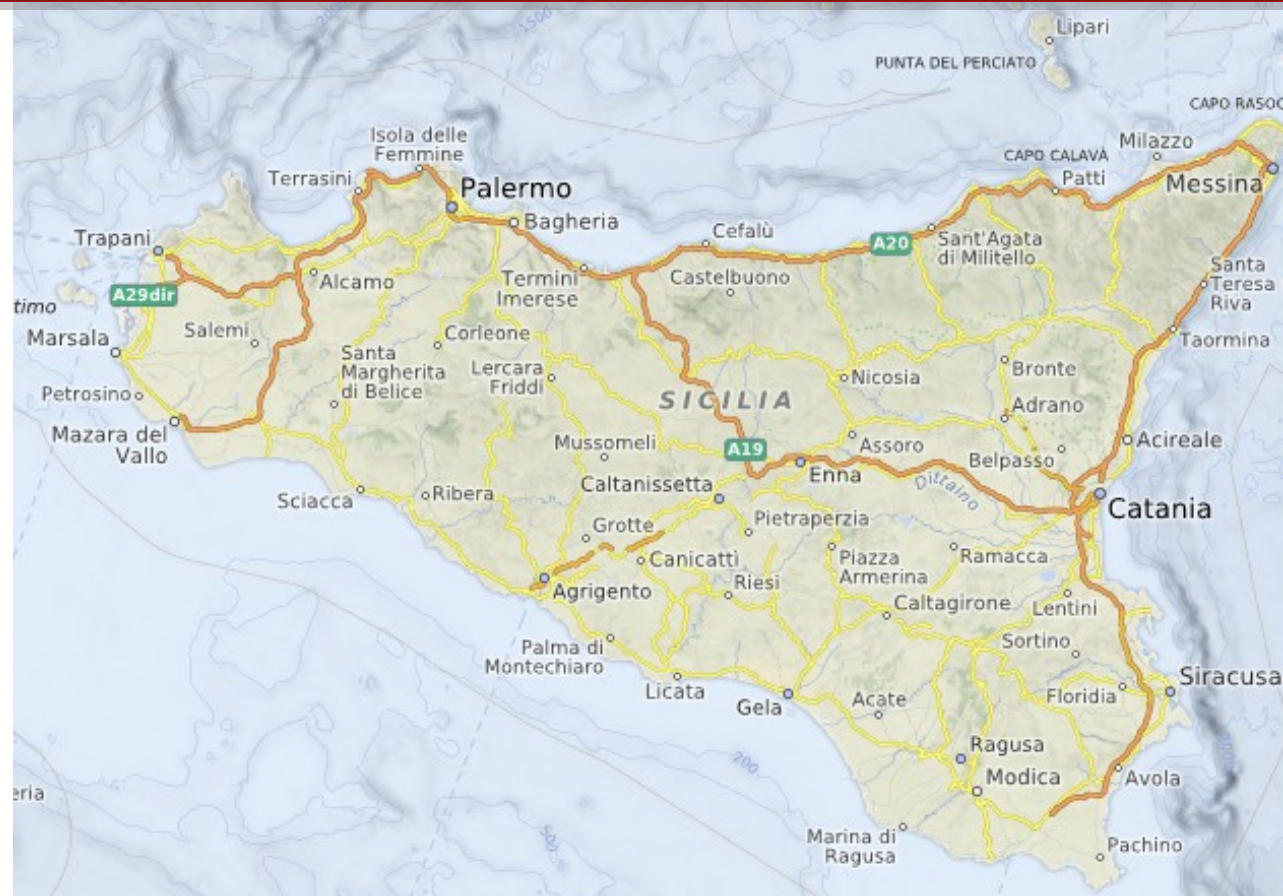 1500
Lipari
PUNTA DEL PERCIATO
CAPO RASOC
Isola delle
Femmine
Milazzo
CAPO CALAVÀ
Terrasini
Palermo
Patti
Messina
Bagheria
Trapani
Cefalù
A20
Sant'Agata
di Militello
Alcamo
Termini
Imerese
Castelbuono
Santa
Teresa
Riva
A29dir
timo
Marsala
Salemi
Corleone
Taormina
Santa
Margherita
di Belice
Lercara
Friddi
Nicosia
Bronte
Petrosino
SICILIA
Adrano
Mazara del
Vallo
Mussomeli
A19
Assoro
Acireale
Belpasso
Enna
Caltanissetta
Dittaino
Sciacca
Ribera
Catania
Grotte
Pietraperzia
Canicattì
Piazza
Armerina
Ramacca
Agrigento
Riesi
Caltagirone
Lentini
Palma di
Montechiaro
Sortino
Licata
Gela
Acate
Floridia
Siracusa
Ragusa
200
Modica
Avola
eria
Marina di
Ragusa
Pachino
500